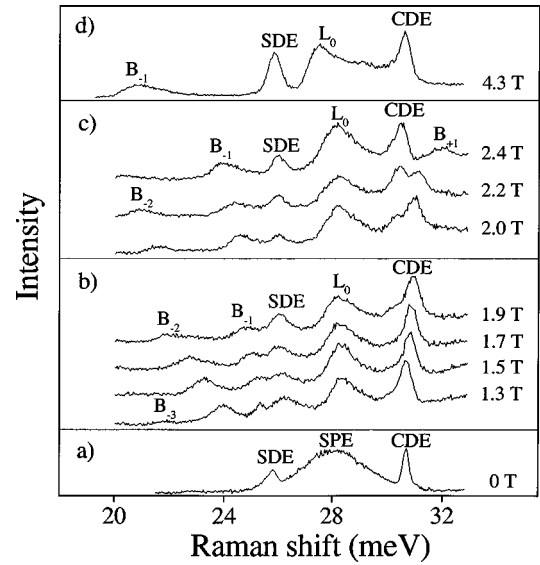 d)
B₋₁ SDE L₀ CDE
4.3 T
c)
B₋₁ SDE L₀ CDE B₊₁
2.4 T
B₋₂ 2.2 T
2.0 T
b)
B₋₂ B₋₁ SDE L₀ CDE
1.9 T
1.7 T
1.5 T
B₋₃ 1.3 T
a)
SDE SPE CDE
0 T
20 24 28 32
Raman shift (meV)
Intensity